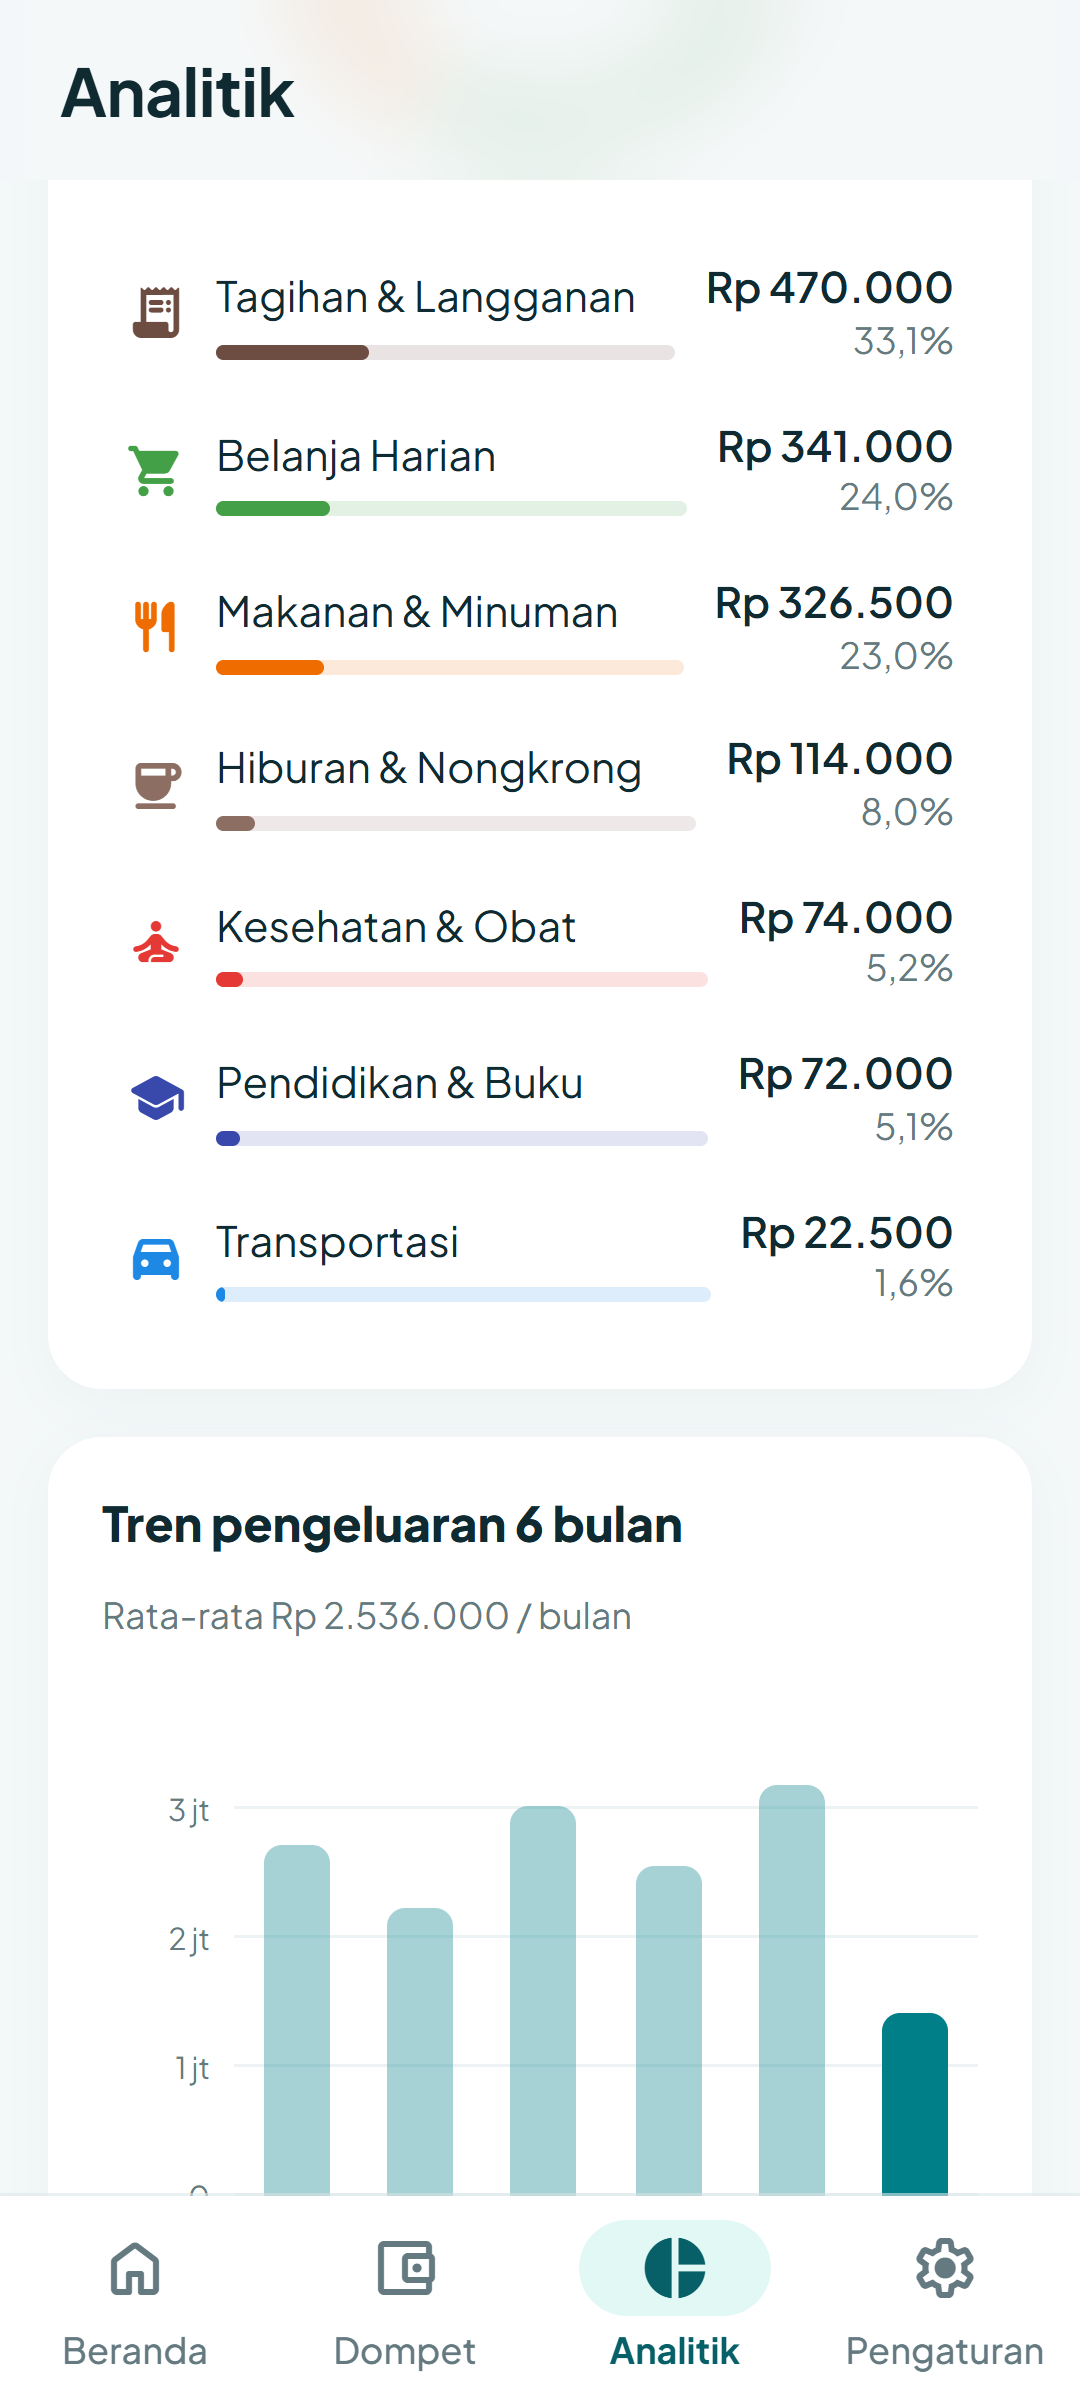 Analitik
Tagihan & Langganan
Rp 470.000
33,1%
Belanja Harian
Rp 341.000
24,0%
Makanan & Minuman
Rp 326.500
23,0%
Hiburan & Nongkrong
Rp 114.000
8,0%
Kesehatan & Obat
Rp 74.000
5,2%
Pendidikan & Buku
Rp 72.000
5,1%
Transportasi
Rp 22.500
1,6%
Tren pengeluaran 6 bulan
Rata-rata Rp 2.536.000 / bulan
3 jt
2 jt
1 jt
0
Beranda
Dompet
Analitik
Pengaturan